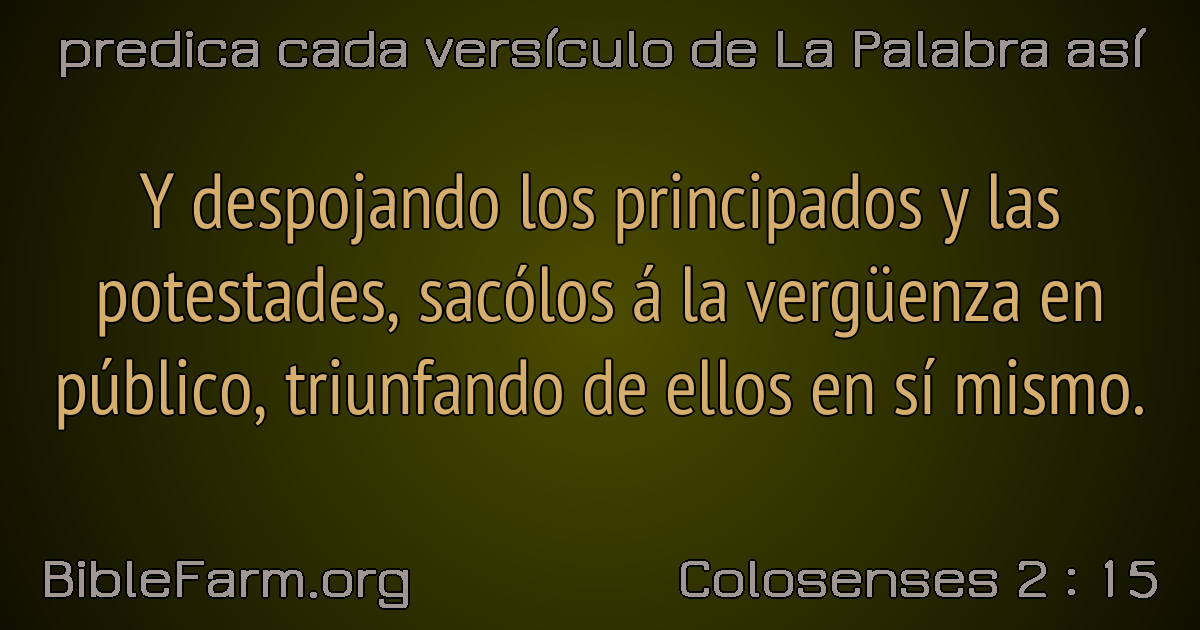 predica cada versículo de La Palabra así
Y despojando los principados y las
potestades, sacólos á la vergüenza en
público, triunfando de ellos en sí mismo.
BibleFarm.org
Colosenses 2 : 15